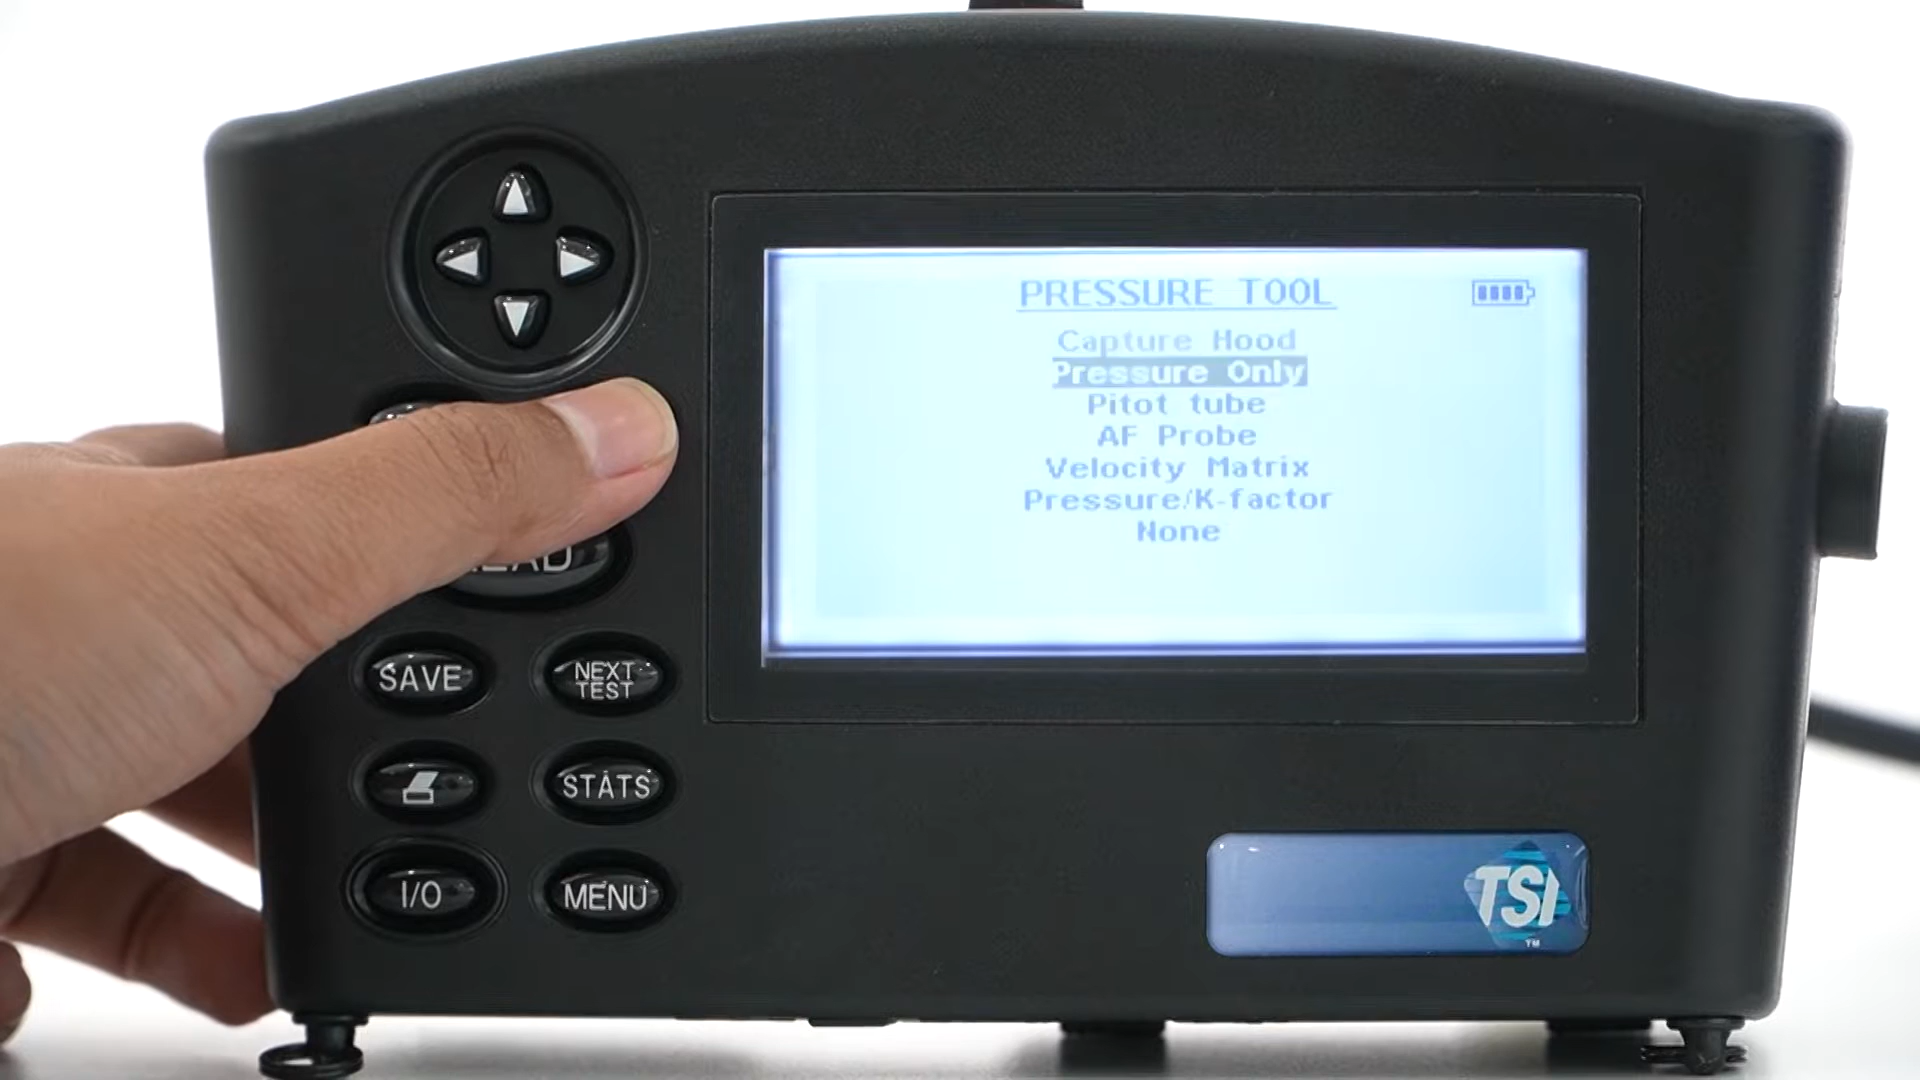 PRESSURE TOOL
Capture Hood
Pressure Only
Pitot tube
AF Probe
Velocity Matrix
Pressure/K-factor
None
SAVE
NEXT
TEST
STATS
I/O
MENU
TSI
TM